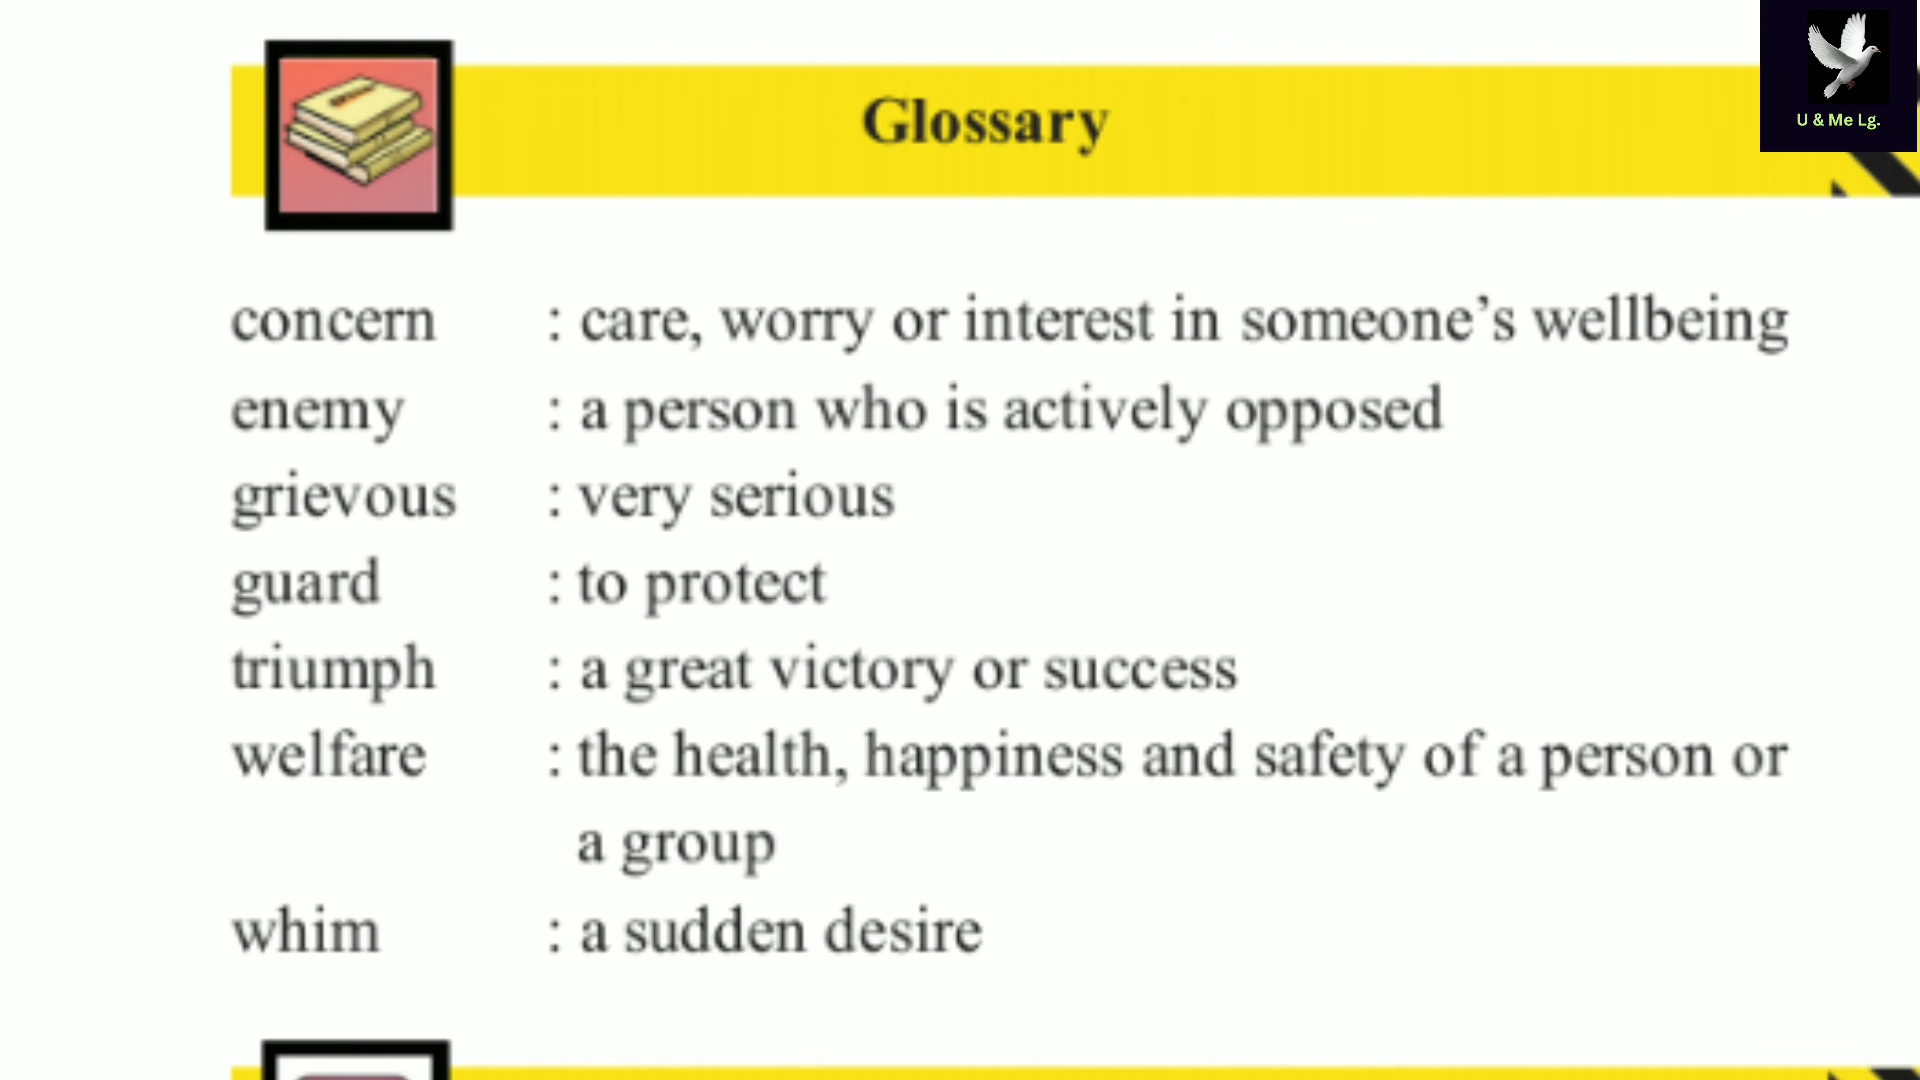 Glossary
U & Me Lg.
concern : care, worry or interest in someone’s wellbeing
enemy : a person who is actively opposed
grievous : very serious
guard : to protect
triumph : a great victory or success
welfare : the health, happiness and safety of a person or
a group
whim : a sudden desire